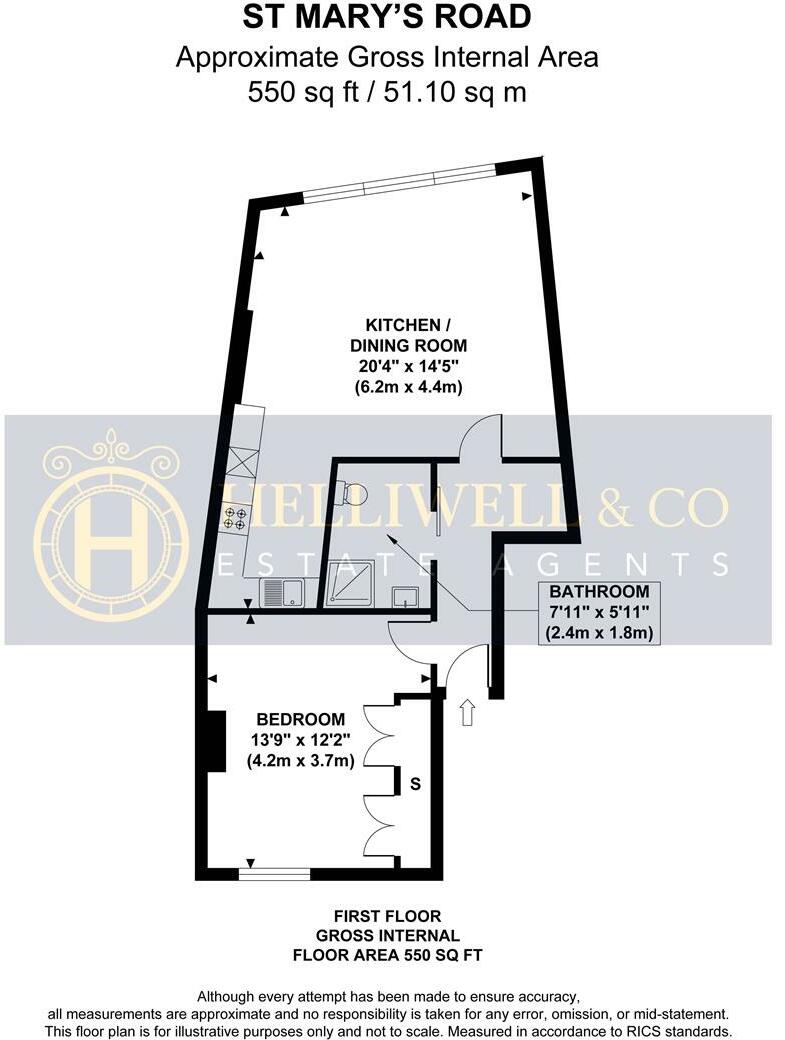 ST MARY'S ROAD
Approximate Gross Internal Area
550 sq ft / 51.10 sq m
KITCHEN /
DINING ROOM
20'4" x 14'5"
(6.2m x 4.4m)
H
HELLIWELL & CO
ESTATE AGENTS
BATHROOM
7'11" x 5'11"
(2.4m x 1.8m)
BEDROOM
13'9" x 12'2"
(4.2m x 3.7m)
S
FIRST FLOOR
GROSS INTERNAL
FLOOR AREA 550 SQ FT
Although every attempt has been made to ensure accuracy,
all measurements are approximate and no responsibility is taken for any error, omission, or mid-statement.
This floor plan is for illustrative purposes only and not to scale. Measured in accordance to RICS standards.